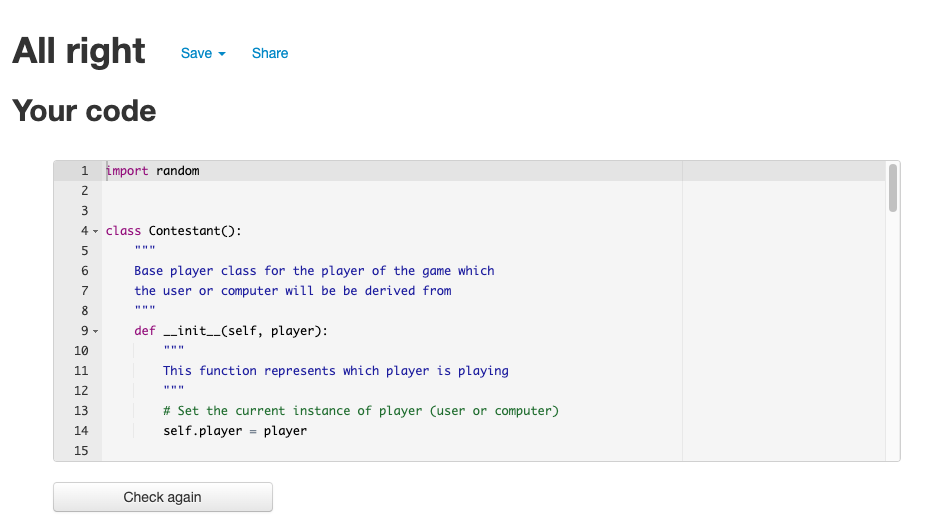 All right
Save
Share
Your code
1 import random
2
3
4 class Contestant():
5     """
6     Base player class for the player of the game which
7     the user or computer will be be derived from
8     """
9     def __init__(self, player):
10         """
11         This function represents which player is playing
12         """
13         # Set the current instance of player (user or computer)
14         self.player = player
15
Check again